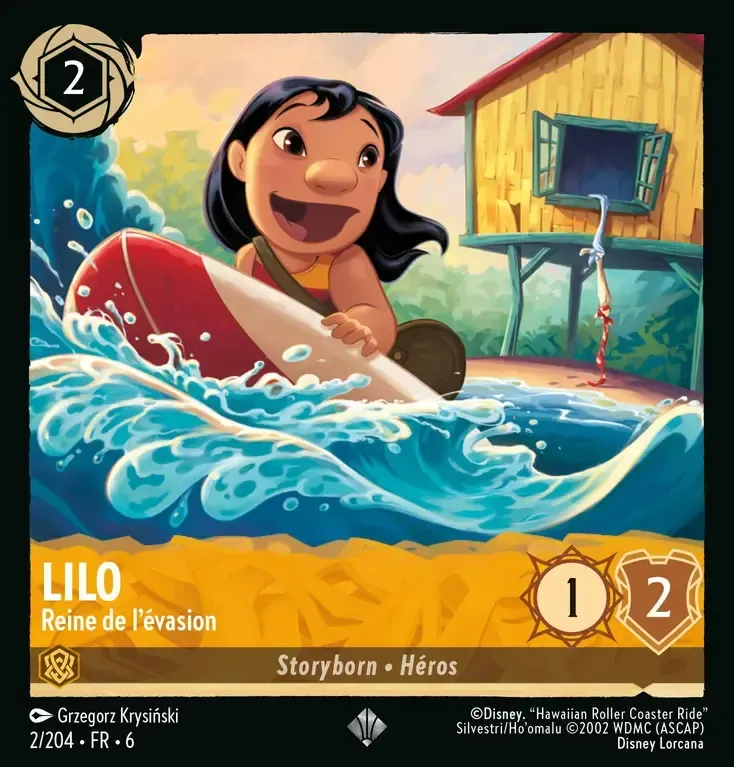 2
LILO
Reine de l'évasion
1
2
Storyborn • Héros
Grzegorz Krysiński
2/204 • FR • 6
©Disney. “Hawaiian Roller Coaster Ride”
Silvestri/Ho'omalu ©2002 WDMC (ASCAP)
Disney Lorcana